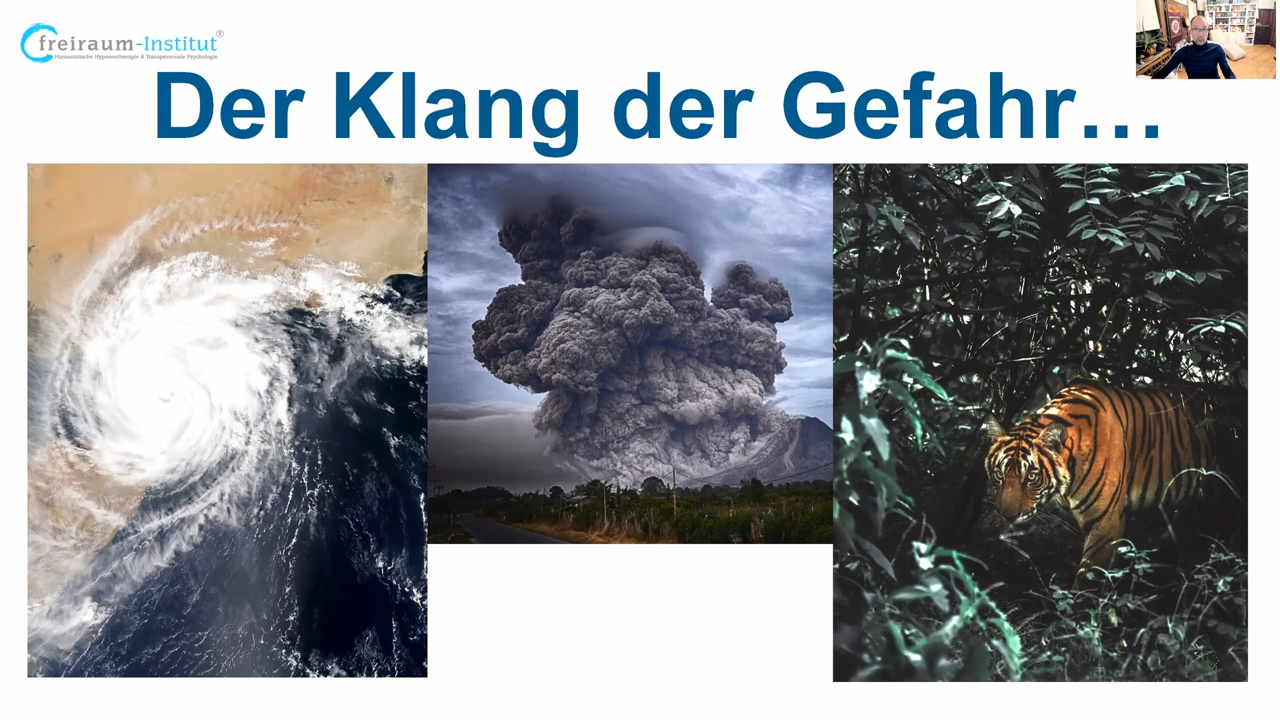 freiraum-Institut®
Humanistische Hypnosetherapie & Transpersonale Psychologie
Der Klang der Gefahr...